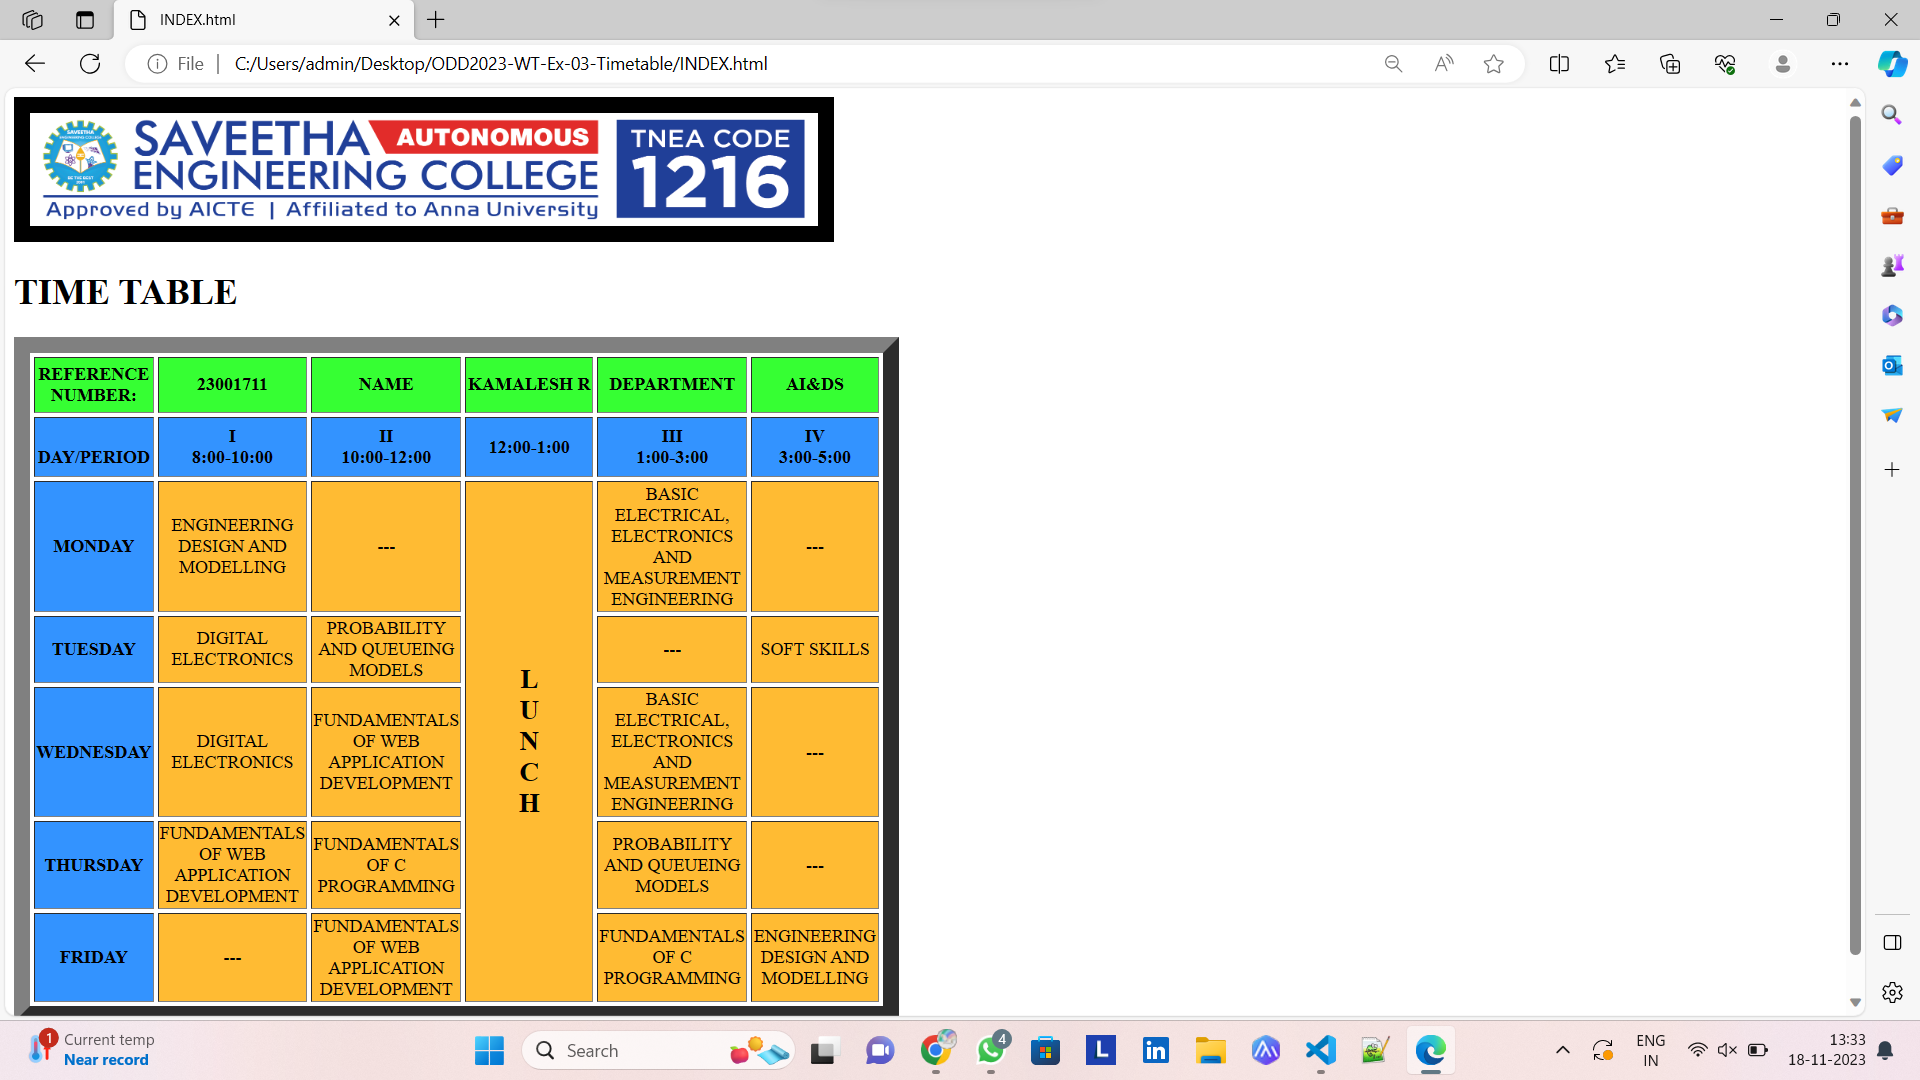 INDEX.html
File
C:/Users/admin/Desktop/ODD2023-WT-Ex-03-Timetable/INDEX.html
SAVEETHA AUTONOMOUS
ENGINEERING COLLEGE
Approved by AICTE | Affiliated to Anna University
TNEA CODE
1216
TIME TABLE
REFERENCE
NUMBER:
23001711
NAME
KAMALESH R
DEPARTMENT
AI&DS
DAY/PERIOD
I
8:00-10:00
II
10:00-12:00
12:00-1:00
III
1:00-3:00
IV
3:00-5:00
MONDAY
ENGINEERING
DESIGN AND
MODELLING
---
L
U
N
C
H
BASIC
ELECTRICAL,
ELECTRONICS
AND
MEASUREMENT
ENGINEERING
---
TUESDAY
DIGITAL
ELECTRONICS
PROBABILITY
AND QUEUEING
MODELS
---
SOFT SKILLS
WEDNESDAY
DIGITAL
ELECTRONICS
FUNDAMENTALS
OF WEB
APPLICATION
DEVELOPMENT
BASIC
ELECTRICAL,
ELECTRONICS
AND
MEASUREMENT
ENGINEERING
---
THURSDAY
FUNDAMENTALS
OF WEB
APPLICATION
DEVELOPMENT
FUNDAMENTALS
OF C
PROGRAMMING
PROBABILITY
AND QUEUEING
MODELS
---
FRIDAY
---
FUNDAMENTALS
OF WEB
APPLICATION
DEVELOPMENT
FUNDAMENTALS
OF C
PROGRAMMING
ENGINEERING
DESIGN AND
MODELLING
1
Current temp
Near record
Search
4
L
in
ENG
IN
13:33
18-11-2023